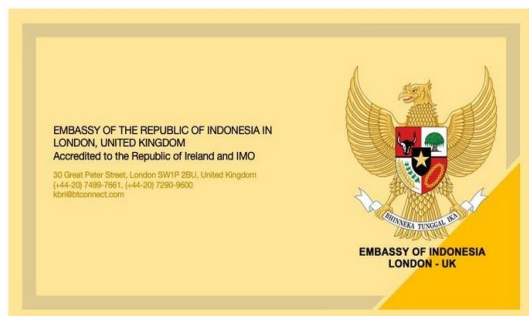 EMBASSY OF THE REPUBLIC OF INDONESIA IN
LONDON, UNITED KINGDOM
Accredited to the Republic of Ireland and IMO
30 Great Peter Street, London SW1P 2BU, United Kingdom
(+44-20) 7499-7661, (+44-20) 7290-9600
kbri@btconnect.com
BHINNEKA TUNGGAL IKA
EMBASSY OF INDONESIA
LONDON - UK